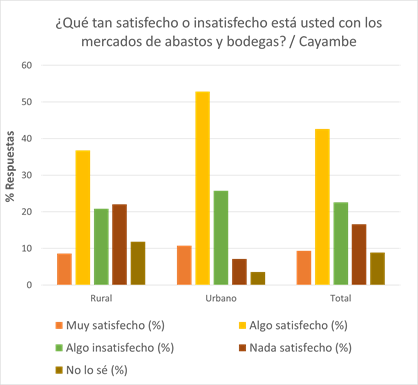 ¿Qué tan satisfecho o insatisfecho está usted con los
mercados de abastos y bodegas? / Cayambe
60
50
40
30
20
10
0
% Respuestas
Rural
Urbano
Total
Muy satisfecho (%)
Algo satisfecho (%)
Algo insatisfecho (%)
Nada satisfecho (%)
No lo sé (%)